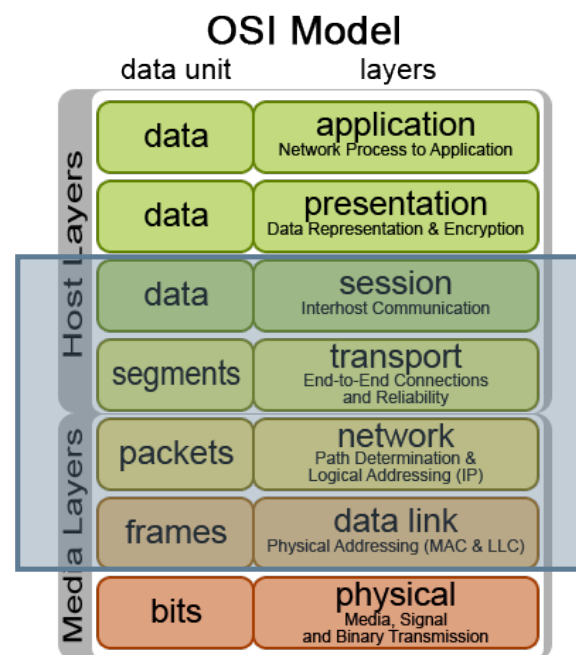 OSI Model
data unit layers
Host Layers
data application
Network Process to Application
data presentation
Data Representation & Encryption
data session
Interhost Communication
segments transport
End-to-End Connections
and Reliability
Media Layers
packets network
Path Determination &
Logical Addressing (IP)
frames data link
Physical Addressing (MAC & LLC)
bits physical
Media, Signal
and Binary Transmission